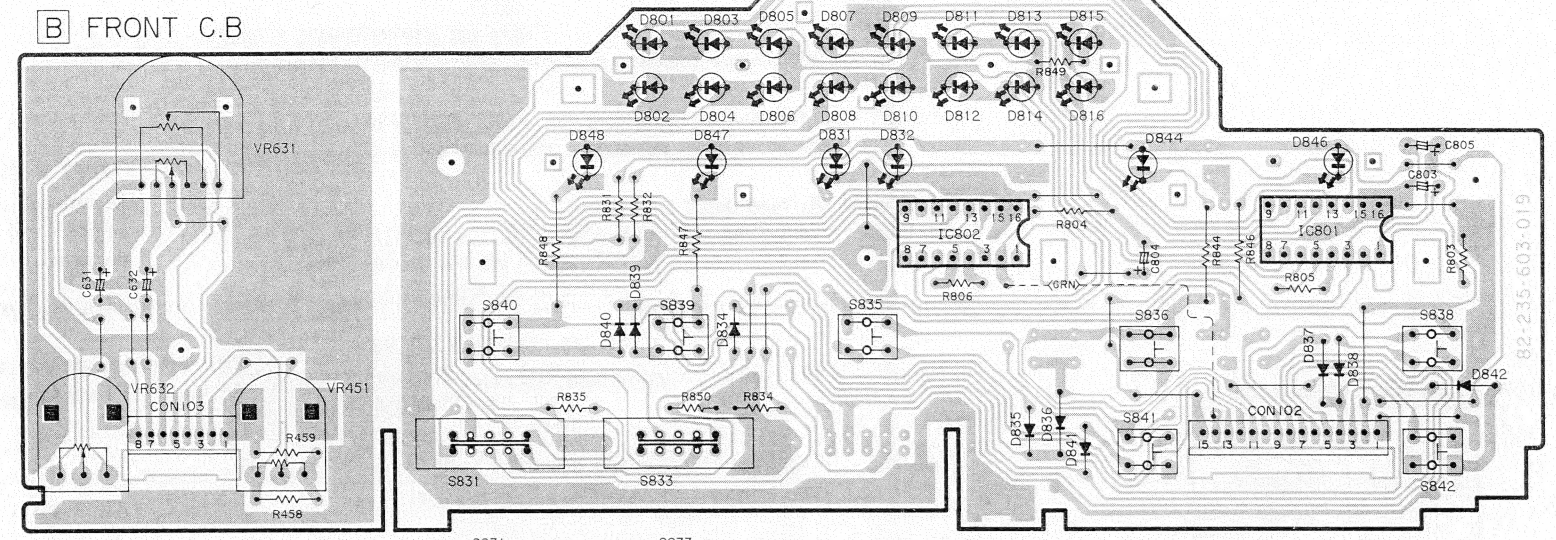 B FRONT C.B
D801 D803 D805 D807 D809 D811 D813 D815
R849
D802 D804 D806 D808 D810 D812 D814 D816
D848 D847 D831 D832 D844 D846
VR631
C805
C803
R831 R832
R848 R847
9 11 13 15 16
IC802
8 7 5 3 1
R804
R806
C804
(GRN)
R844 R846
9 11 13 15 16
IC801
8 7 5 3 1
R805
R803
82-235-603-019
C631 C632
S840 D840 D839 S839 D834 S835 S836 D837 D838 S838
D842
VR632 CON103 VR451
8 7 5 3 1
R459
R458
R835 R850 R834
S831 S833
D835 D836 D841 S841
CON102
15 13 11 9 7 5 3 1
S842